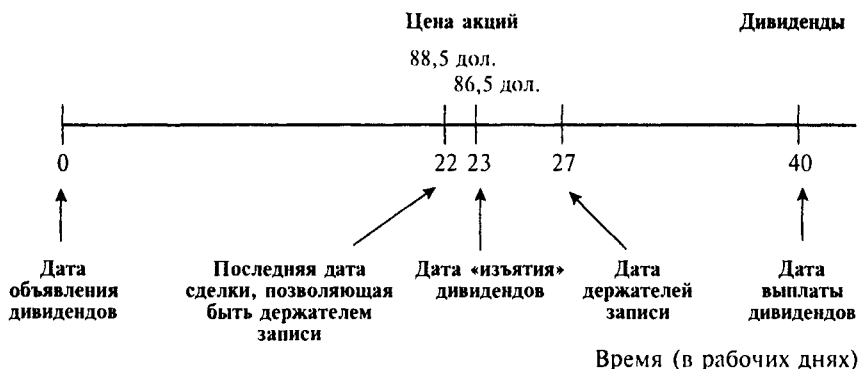 Цена акций
Дивиденды
88,5 дол.
86,5 дол.
0
22
23
27
40
Дата
объявления
дивидендов
Последняя дата
сделки, позволяющая
быть держателем
записи
Дата «изъятия»
дивидендов
Дата
держателей
записи
Дата
выплаты
дивидендов
Время (в рабочих днях)